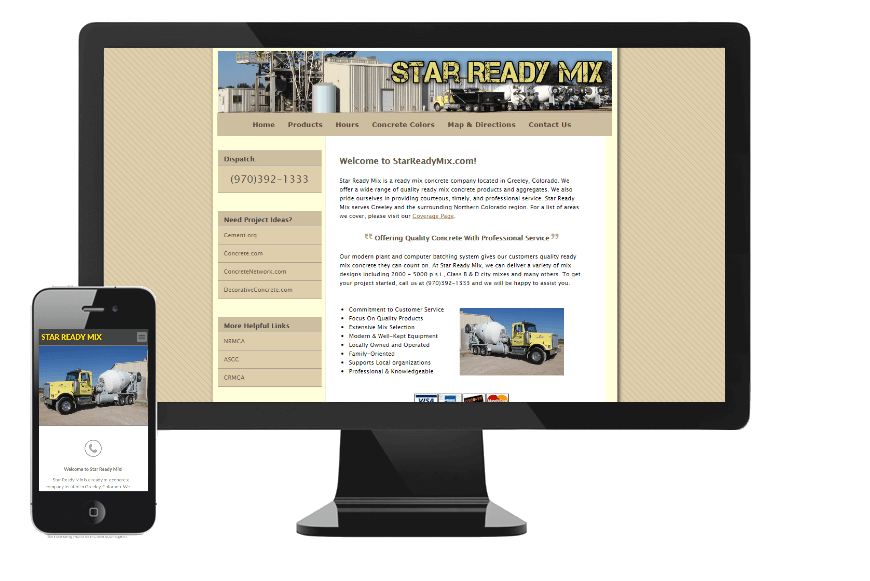 STAR READY MIX
Home Products Hours Concrete Colors Map & Directions Contact Us
Dispatch
(970)392-1333
Need Project Ideas?
Cement.org
Concrete.com
ConcreteNetwork.com
DecorativeConcrete.com
More Helpful Links
NRMCA
ASCC
CRMCA
Welcome to StarReadyMix.com!
Star Ready Mix is a ready mix concrete company located in Greeley, Colorado. We
offer a wide range of quality ready mix concrete products and aggregates. We also
pride ourselves in providing courteous, timely, and professional service. Star Ready
Mix serves Greeley and the surrounding Northern Colorado region. For a list of areas
we cover, please visit our Coverage Page.
“ Offering Quality Concrete With Professional Service ”
Our modern plant and computer batching system gives our customers quality ready
mix concrete they can count on. At Star Ready Mix, we can deliver a variety of mix
designs including 2000 - 5000 p.s.i., Class B & D city mixes and many others. To get
your project started, call us at (970)392-1333 and we will be happy to assist you.
• Commitment to Customer Service
• Focus On Quality Products
• Extensive Mix Selection
• Modern & Well-Kept Equipment
• Locally Owned and Operated
• Family-Oriented
• Supports Local organizations
• Professional & Knowledgeable
VISA
STAR READY MIX
Welcome to Star Ready Mix!
Star Ready Mix is a ready mix concrete
company located in Greeley, Colorado. We